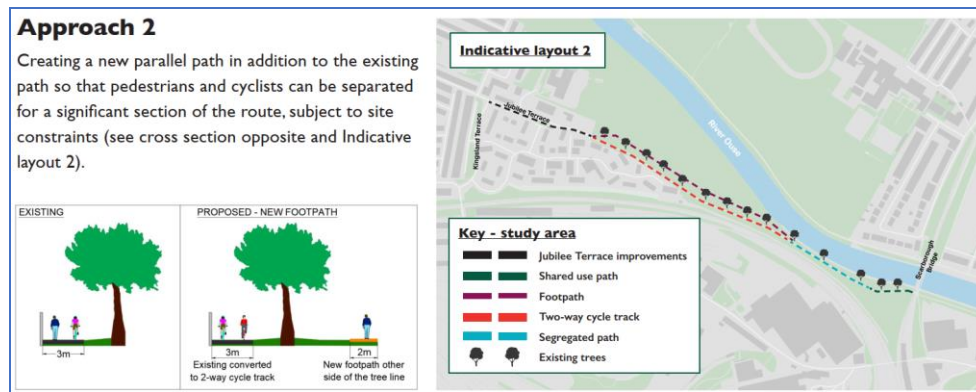 Approach 2
Creating a new parallel path in addition to the existing
path so that pedestrians and cyclists can be separated
for a significant section of the route, subject to site
constraints (see cross section opposite and Indicative
layout 2).
EXISTING
3m
PROPOSED - NEW FOOTPATH
3m
Existing converted
to 2-way cycle track
2m
New footpath other
side of the tree line
Indicative layout 2
Jubilee Terrace
Kingsland Terrace
River Ouse
Scarborough
Bridge
Key - study area
Jubilee Terrace improvements
Shared use path
Footpath
Two-way cycle track
Segregated path
Existing trees